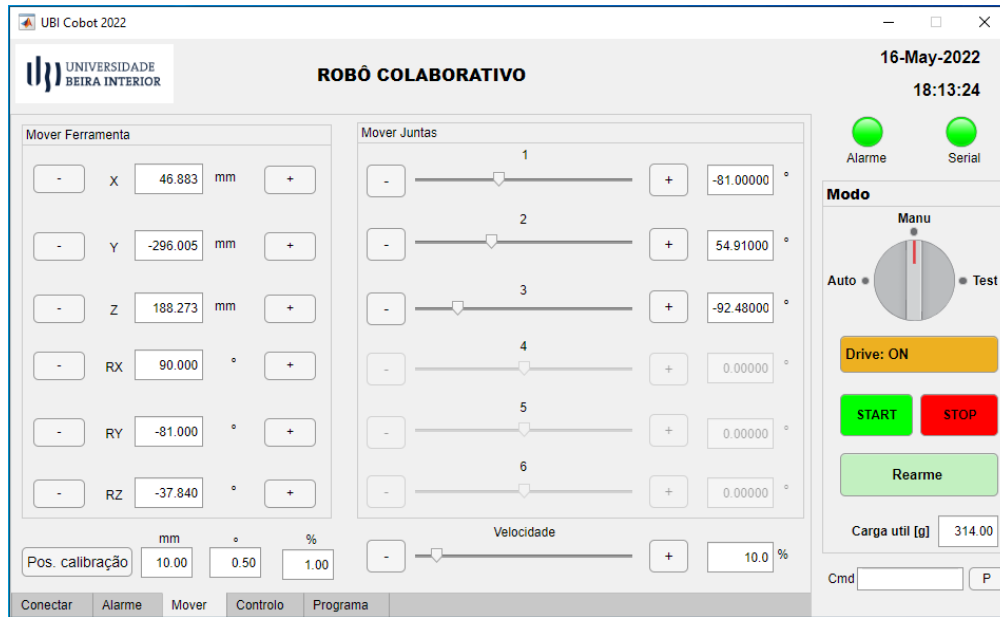 UBI Cobot 2022
UNIVERSIDADE
BEIRA INTERIOR
ROBÔ COLABORATIVO
16-May-2022
18:13:24
Alarme Serial
Mover Ferramenta
- X 46.883 mm +
- Y -296.005 mm +
- Z 188.273 mm +
- RX 90.000 ° +
- RY -81.000 ° +
- RZ -37.840 ° +
Mover Juntas
1
- + -81.00000 °
2
- + 54.91000 °
3
- + -92.48000 °
4
- + 0.00000 °
5
- + 0.00000 °
6
- + 0.00000 °
Modo
Manu
Auto Test
Drive: ON
START STOP
Rearme
Carga util [g] 314.00
Cmd P
mm ° %
Pos. calibração 10.00 0.50 1.00
Velocidade
- + 10.0 %
Conectar Alarme Mover Controlo Programa